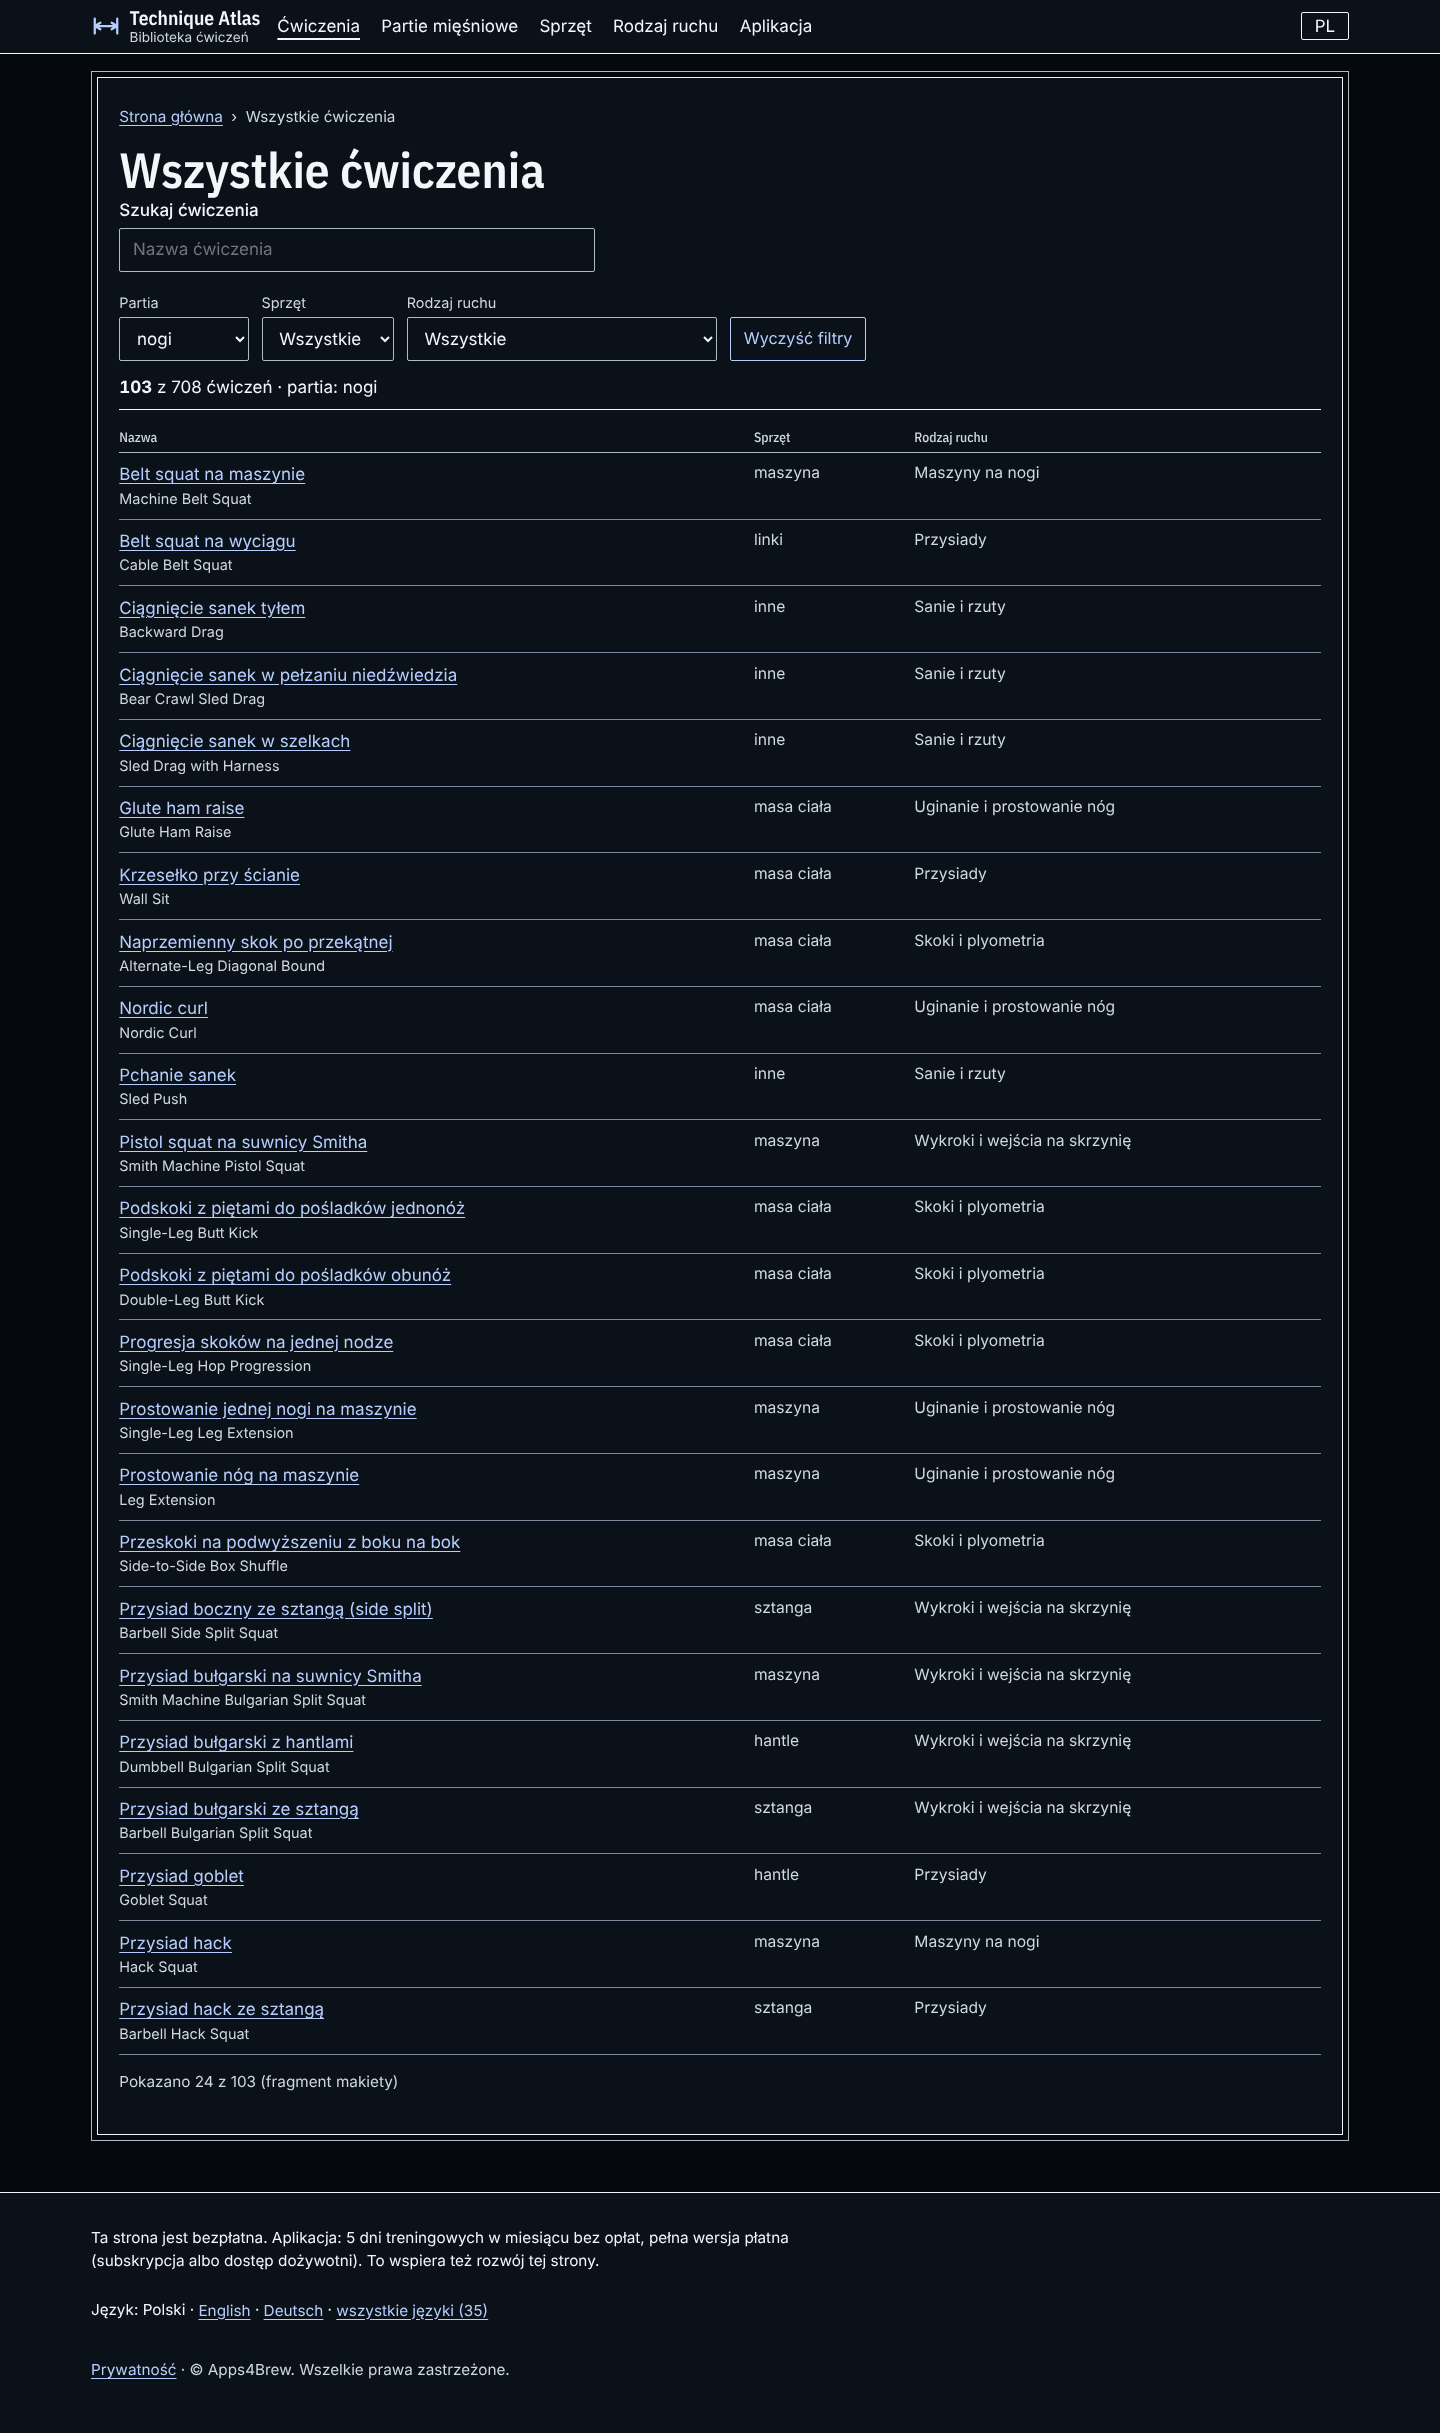 Technique Atlas
Biblioteka ćwiczeń
Ćwiczenia Partie mięśniowe Sprzęt Rodzaj ruchu Aplikacja PL
Strona główna › Wszystkie ćwiczenia
Wszystkie ćwiczenia
Szukaj ćwiczenia
Nazwa ćwiczenia
Partia Sprzęt Rodzaj ruchu
nogi Wszystkie Wszystkie Wyczyść filtry
103 z 708 ćwiczeń · partia: nogi
Nazwa Sprzęt Rodzaj ruchu
Belt squat na maszynie maszyna Maszyny na nogi
Machine Belt Squat
Belt squat na wyciągu linki Przysiady
Cable Belt Squat
Ciągnięcie sanek tyłem inne Sanie i rzuty
Backward Drag
Ciągnięcie sanek w pełzaniu niedźwiedzia inne Sanie i rzuty
Bear Crawl Sled Drag
Ciągnięcie sanek w szelkach inne Sanie i rzuty
Sled Drag with Harness
Glute ham raise masa ciała Uginanie i prostowanie nóg
Glute Ham Raise
Krzesełko przy ścianie masa ciała Przysiady
Wall Sit
Naprzemienny skok po przekątnej masa ciała Skoki i plyometria
Alternate-Leg Diagonal Bound
Nordic curl masa ciała Uginanie i prostowanie nóg
Nordic Curl
Pchanie sanek inne Sanie i rzuty
Sled Push
Pistol squat na suwnicy Smitha maszyna Wykroki i wejścia na skrzynię
Smith Machine Pistol Squat
Podskoki z piętami do pośladków jednonóż masa ciała Skoki i plyometria
Single-Leg Butt Kick
Podskoki z piętami do pośladków obunóż masa ciała Skoki i plyometria
Double-Leg Butt Kick
Progresja skoków na jednej nodze masa ciała Skoki i plyometria
Single-Leg Hop Progression
Prostowanie jednej nogi na maszynie maszyna Uginanie i prostowanie nóg
Single-Leg Leg Extension
Prostowanie nóg na maszynie maszyna Uginanie i prostowanie nóg
Leg Extension
Przeskoki na podwyższeniu z boku na bok masa ciała Skoki i plyometria
Side-to-Side Box Shuffle
Przysiad boczny ze sztangą (side split) sztanga Wykroki i wejścia na skrzynię
Barbell Side Split Squat
Przysiad bułgarski na suwnicy Smitha maszyna Wykroki i wejścia na skrzynię
Smith Machine Bulgarian Split Squat
Przysiad bułgarski z hantlami hantle Wykroki i wejścia na skrzynię
Dumbbell Bulgarian Split Squat
Przysiad bułgarski ze sztangą sztanga Wykroki i wejścia na skrzynię
Barbell Bulgarian Split Squat
Przysiad goblet hantle Przysiady
Goblet Squat
Przysiad hack maszyna Maszyny na nogi
Hack Squat
Przysiad hack ze sztangą sztanga Przysiady
Barbell Hack Squat
Pokazano 24 z 103 (fragment makiety)
Ta strona jest bezpłatna. Aplikacja: 5 dni treningowych w miesiącu bez opłat, pełna wersja płatna
(subskrypcja albo dostęp dożywotni). To wspiera też rozwój tej strony.
Język: Polski · English · Deutsch · wszystkie języki (35)
Prywatność · © Apps4Brew. Wszelkie prawa zastrzeżone.